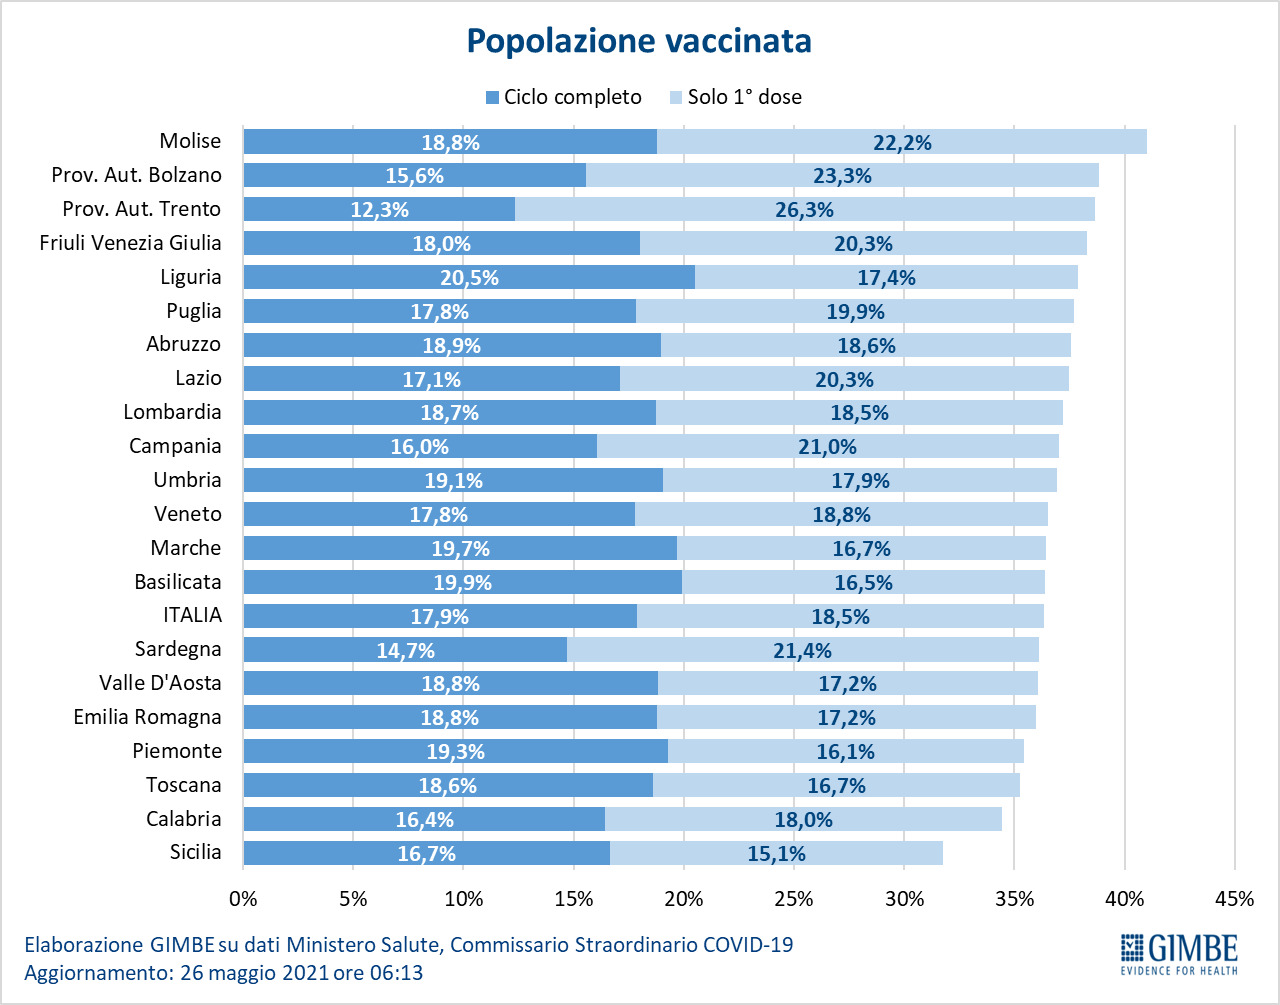 Popolazione vaccinata
Ciclo completo Solo 1° dose
Molise 18,8% 22,2%
Prov. Aut. Bolzano 15,6% 23,3%
Prov. Aut. Trento 12,3% 26,3%
Friuli Venezia Giulia 18,0% 20,3%
Liguria 20,5% 17,4%
Puglia 17,8% 19,9%
Abruzzo 18,9% 18,6%
Lazio 17,1% 20,3%
Lombardia 18,7% 18,5%
Campania 16,0% 21,0%
Umbria 19,1% 17,9%
Veneto 17,8% 18,8%
Marche 19,7% 16,7%
Basilicata 19,9% 16,5%
ITALIA 17,9% 18,5%
Sardegna 14,7% 21,4%
Valle D'Aosta 18,8% 17,2%
Emilia Romagna 18,8% 17,2%
Piemonte 19,3% 16,1%
Toscana 18,6% 16,7%
Calabria 16,4% 18,0%
Sicilia 16,7% 15,1%
0% 5% 10% 15% 20% 25% 30% 35% 40% 45%
Elaborazione GIMBE su dati Ministero Salute, Commissario Straordinario COVID-19
Aggiornamento: 26 maggio 2021 ore 06:13
GIMBE
EVIDENCE FOR HEALTH